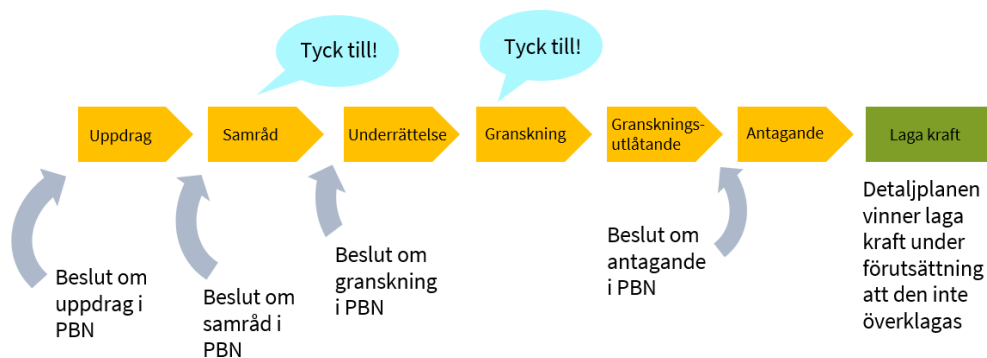 Tyck till!
Tyck till!
Uppdrag
Samråd
Underrättelse
Granskning
Gransknings-
utlåtande
Antagande
Laga kraft
Beslut om
uppdrag i
PBN
Beslut om
samråd i
PBN
Beslut om
granskning
i PBN
Beslut om
antagande
i PBN
Detaljplanen
vinner laga
kraft under
förutsättning
att den inte
överklagas